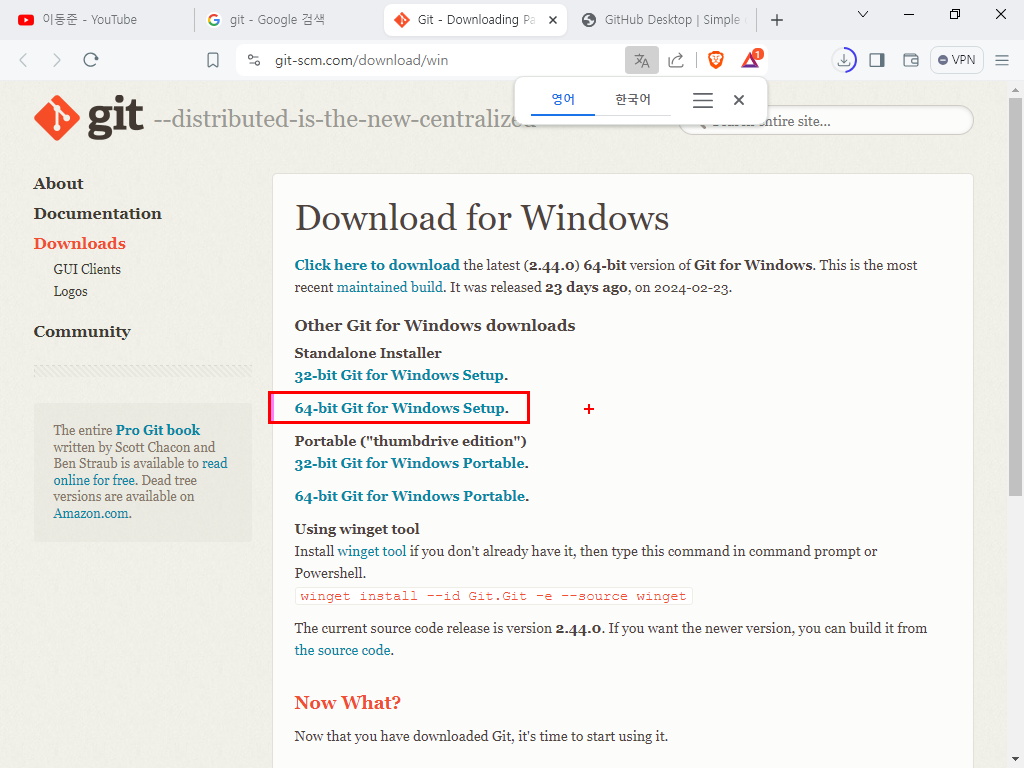 이동준 - YouTube
git - Google 검색
Git - Downloading Pa
GitHub Desktop | Simple
git-scm.com/download/win
1
VPN
영어
한국어
git --distributed-is-the-new-centralized
entire site...
About
Documentation
Downloads
GUI Clients
Logos
Community
The entire Pro Git book
written by Scott Chacon and
Ben Straub is available to read
online for free. Dead tree
versions are available on
Amazon.com.
Download for Windows
Click here to download the latest (2.44.0) 64-bit version of Git for Windows. This is the most
recent maintained build. It was released 23 days ago, on 2024-02-23.
Other Git for Windows downloads
Standalone Installer
32-bit Git for Windows Setup.
64-bit Git for Windows Setup.
Portable ("thumbdrive edition")
32-bit Git for Windows Portable.
64-bit Git for Windows Portable.
Using winget tool
Install winget tool if you don't already have it, then type this command in command prompt or
Powershell.
winget install --id Git.Git -e --source winget
The current source code release is version 2.44.0. If you want the newer version, you can build it from
the source code.
Now What?
Now that you have downloaded Git, it's time to start using it.